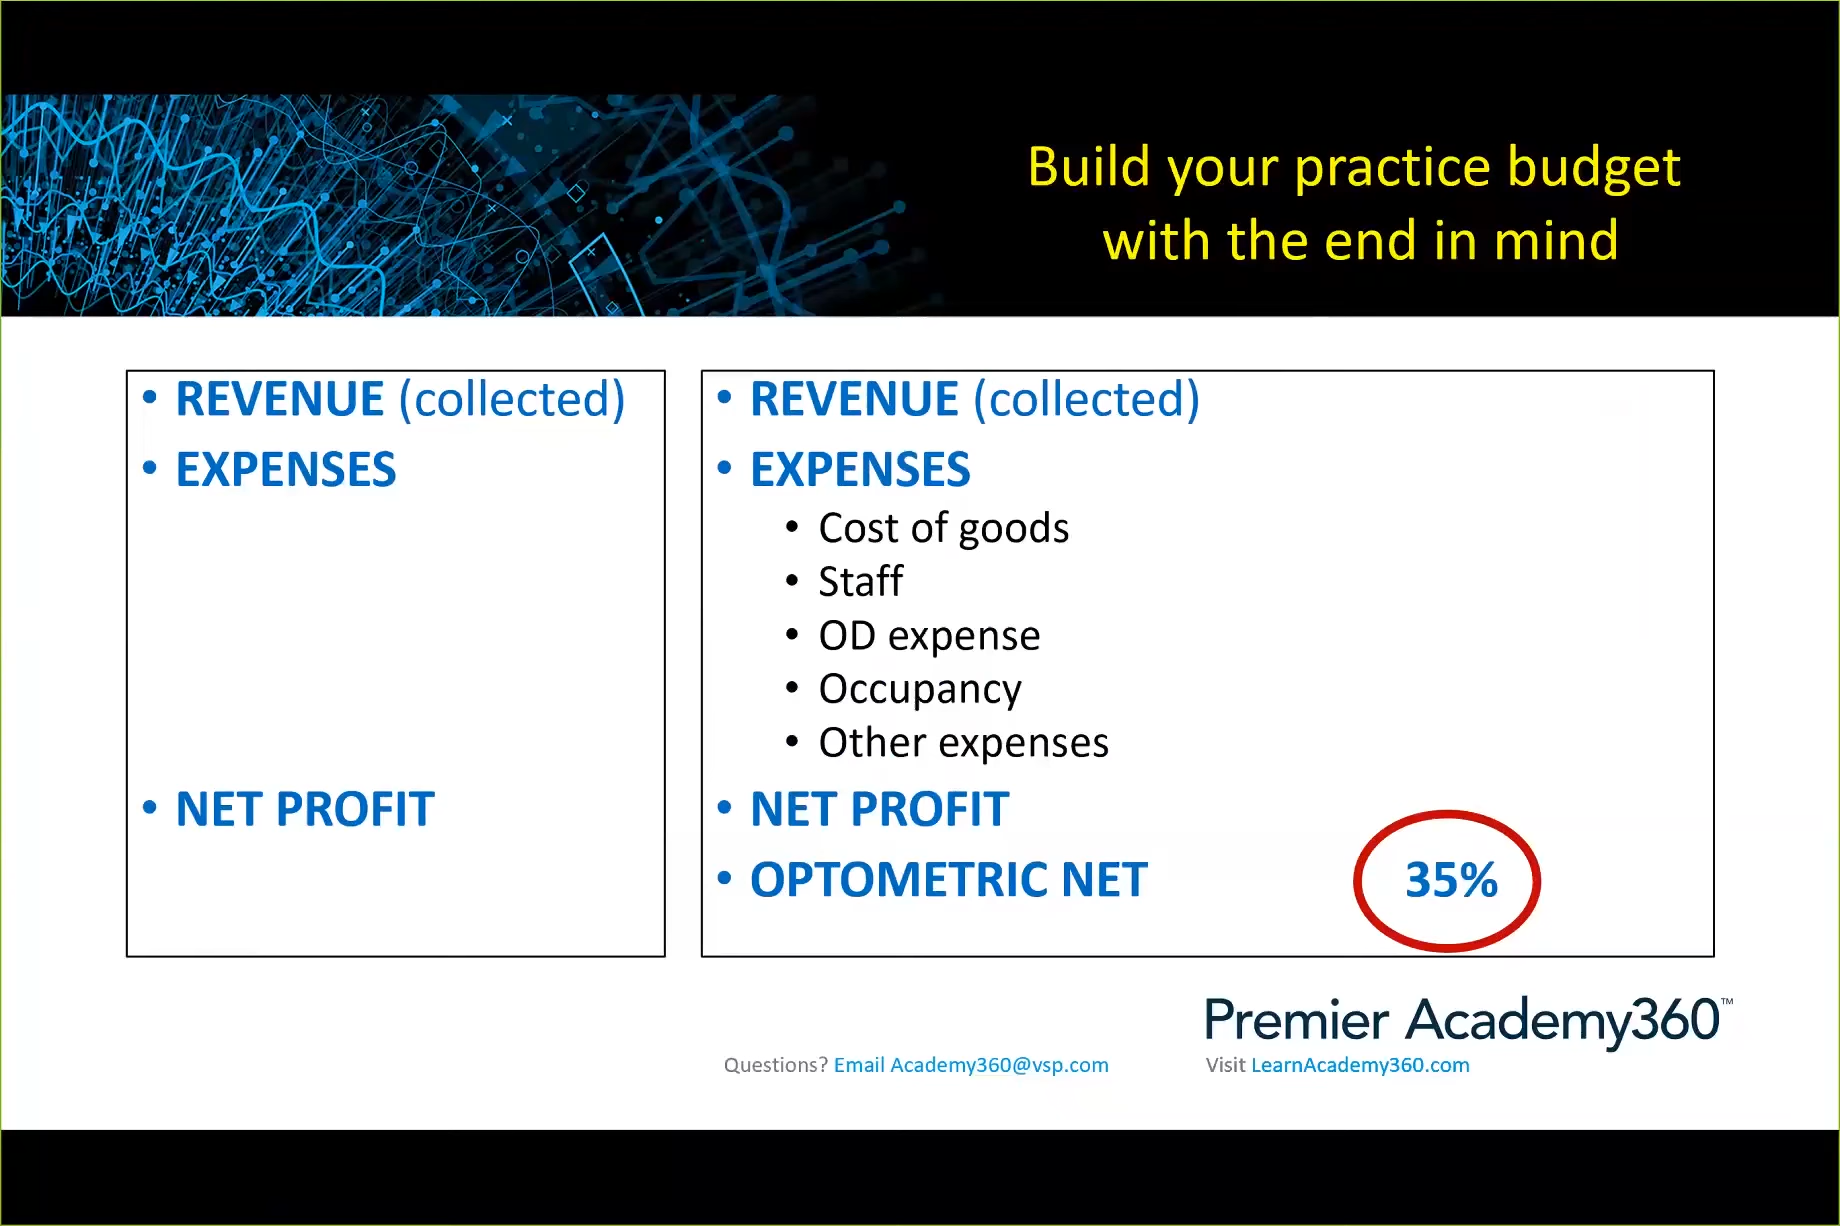 Build your practice budget
with the end in mind
• REVENUE (collected)
• EXPENSES
• NET PROFIT
• REVENUE (collected)
• EXPENSES
• Cost of goods
• Staff
• OD expense
• Occupancy
• Other expenses
• NET PROFIT
• OPTOMETRIC NET 35%
Premier Academy360™
Questions? Email Academy360@vsp.com
Visit LearnAcademy360.com